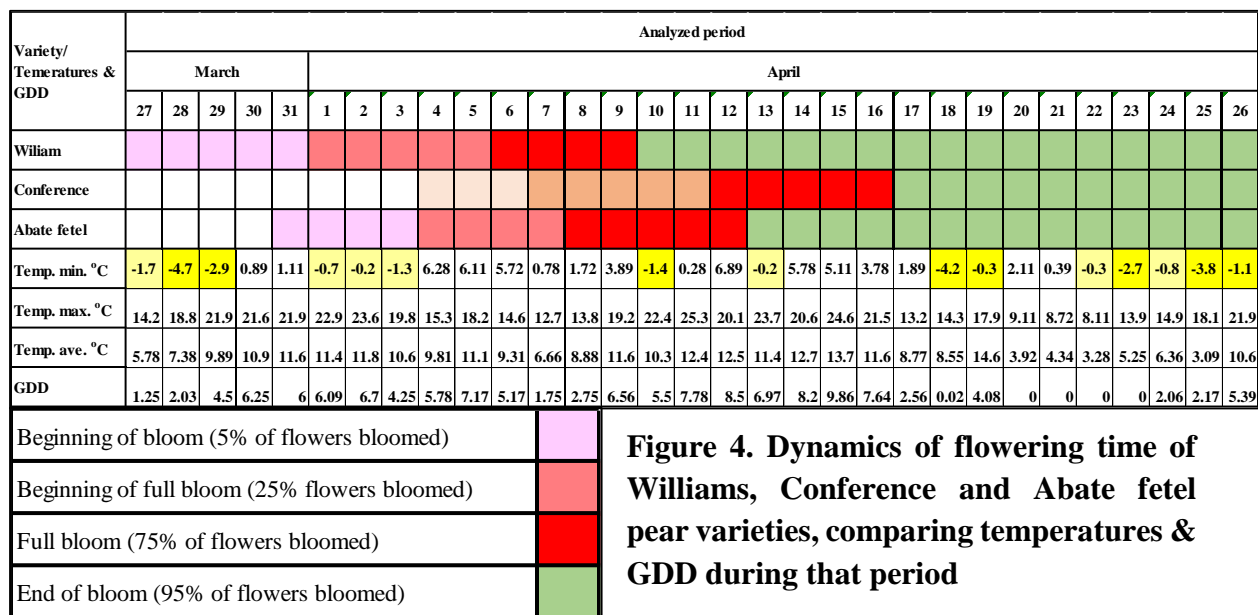 Analyzed period
Variety/
Temeratures &
GDD
March April
27 28 29 30 31 1 2 3 4 5 6 7 8 9 10 11 12 13 14 15 16 17 18 19 20 21 22 23 24 25 26
Wiliam
Conference
Abate fetel
Temp. min. °C -1.7 -4.7 -2.9 0.89 1.11 -0.7 -0.2 -1.3 6.28 6.11 5.72 0.78 1.72 3.89 -1.4 0.28 6.89 -0.2 5.78 5.11 3.78 1.89 -4.2 -0.3 2.11 0.39 -0.3 -2.7 -0.8 -3.8 -1.1
Temp. max. °C 14.2 18.8 21.9 21.6 21.9 22.9 23.6 19.8 15.3 18.2 14.6 12.7 13.8 19.2 22.4 25.3 20.1 23.7 20.6 24.6 21.5 13.2 14.3 17.9 9.11 8.72 8.11 13.9 14.9 18.1 21.9
Temp. ave. °C 5.78 7.38 9.89 10.9 11.6 11.4 11.8 10.6 9.81 11.1 9.31 6.66 8.88 11.6 10.3 12.4 12.5 11.4 12.7 13.7 11.6 8.77 8.55 14.6 3.92 4.34 3.28 5.25 6.36 3.09 10.6
GDD 1.25 2.03 4.5 6.25 6 6.09 6.7 4.25 5.78 7.17 5.17 1.75 2.75 6.56 5.5 7.78 8.5 6.97 8.2 9.86 7.64 2.56 0.02 4.08 0 0 0 0 2.06 2.17 5.39
Beginning of bloom (5% of flowers bloomed)
Beginning of full bloom (25% flowers bloomed)
Full bloom (75% of flowers bloomed)
End of bloom (95% of flowers bloomed)
Figure 4. Dynamics of flowering time of
Williams, Conference and Abate fetel
pear varieties, comparing temperatures &
GDD during that period